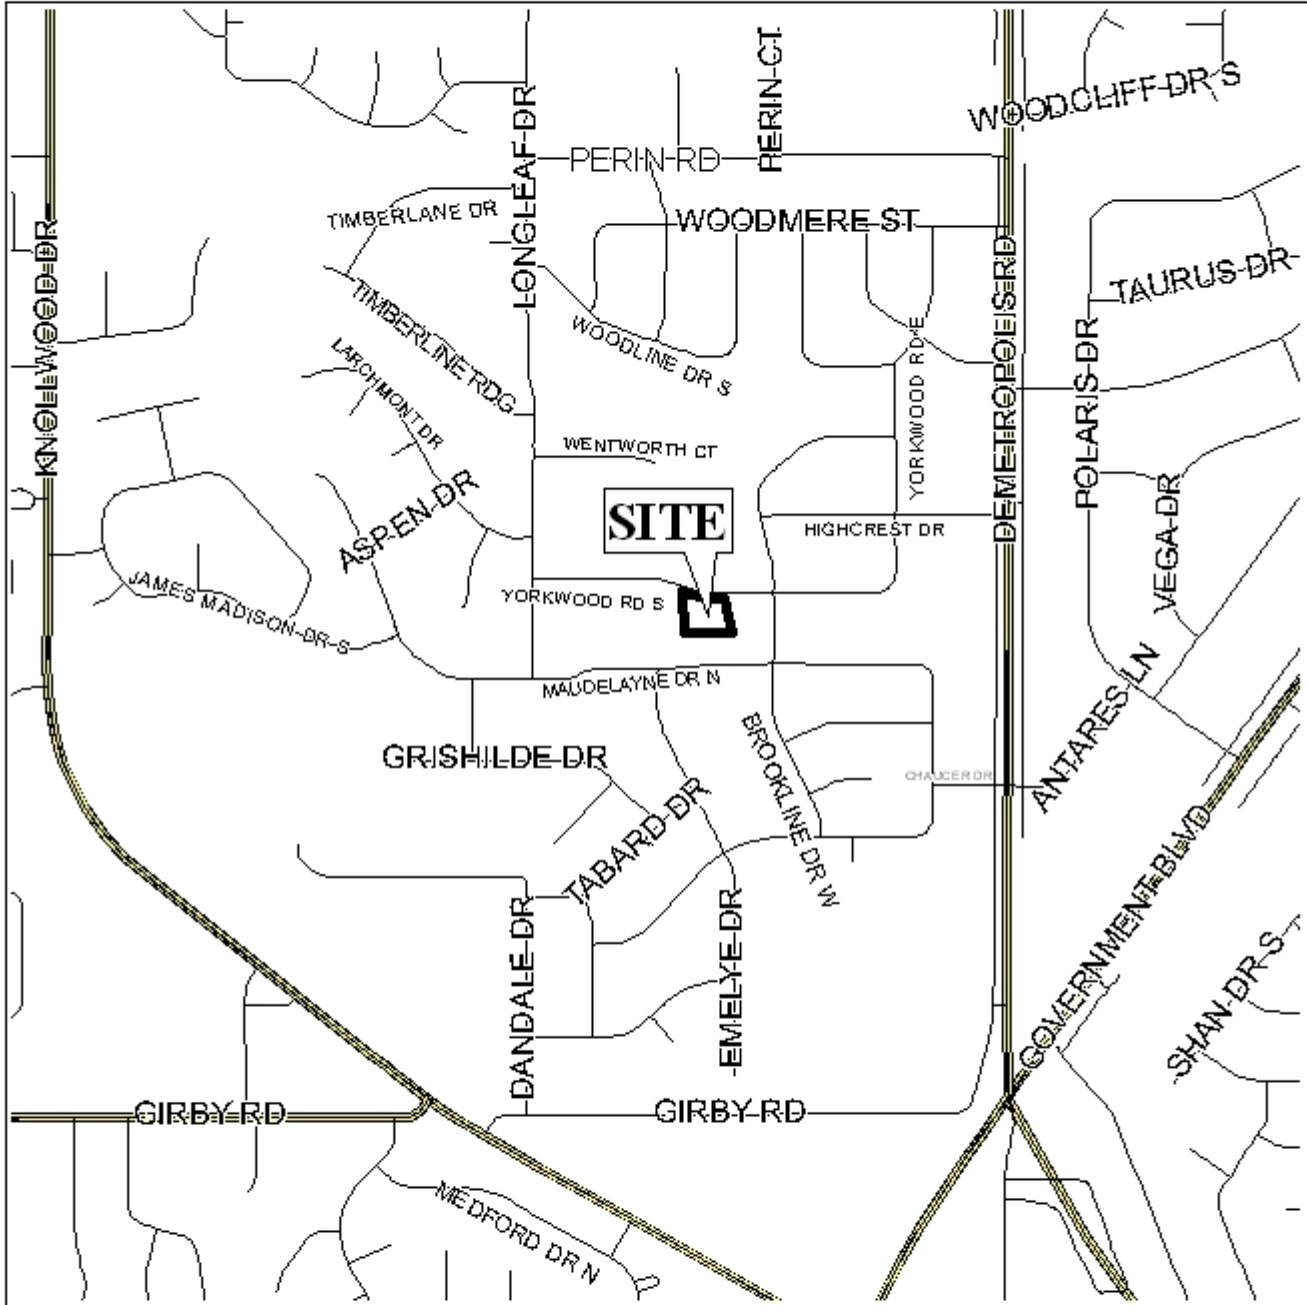 PERIN CT
WOODCLIFF DR S
LONGLEAF DR
PERIN RD
TIMBERLANE DR
WOODMERE ST
KNOLLWOOD DR
DEMETROPOLIS RD
TAURUS DR
TIMBERLINE RDG
WOODLINE DR S
YORKWOOD RD E
POLARIS DR
LARCHMONT DR
WENTWORTH CT
ASPEN DR
SITE
HIGHCREST DR
VEGA DR
JAMES MADISON DR S
YORKWOOD RD S
MAUDELAYNE DR N
ANTARES LN
GRISHILDE DR
BROOKLINE DR W
CHAUCER DR
TABARD DR
GOVERNMENT BLVD
DANDALE DR
EMELYE DR
SHAN DR S
GIRBY RD
GIRBY RD
MEDFORD DR N